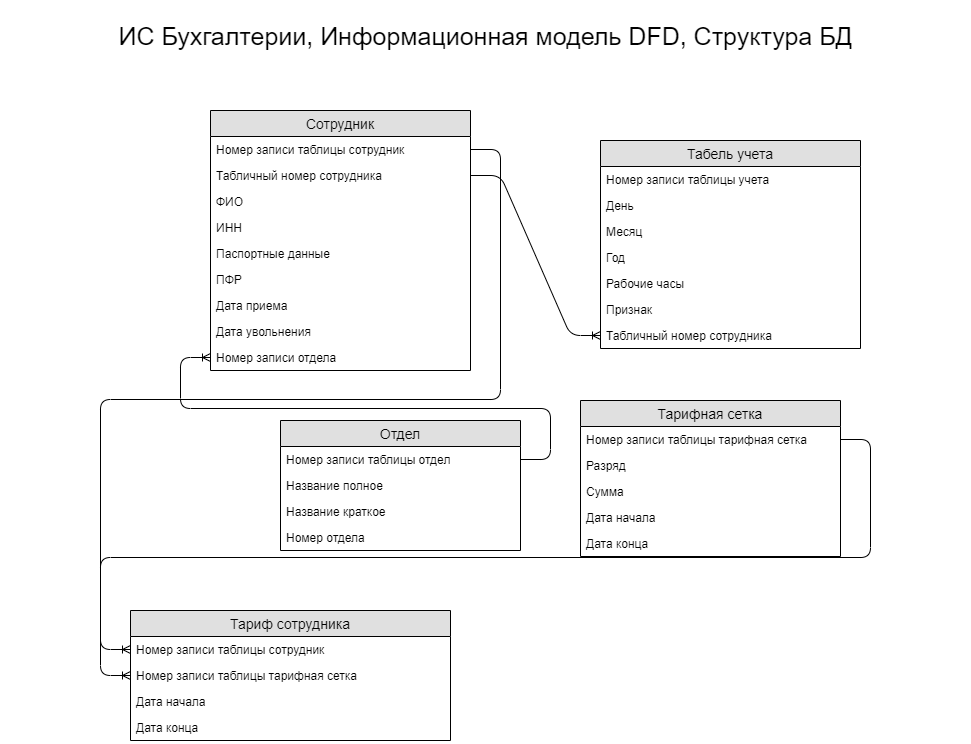 ИС Бухгалтерии, Информационная модель DFD, Структура БД
Сотрудник
Номер записи таблицы сотрудник
Табличный номер сотрудника
ФИО
ИНН
Паспортные данные
ПФР
Дата приема
Дата увольнения
Номер записи отдела
Табель учета
Номер записи таблицы учета
День
Месяц
Год
Рабочие часы
Признак
Табличный номер сотрудника
Отдел
Номер записи таблицы отдел
Название полное
Название краткое
Номер отдела
Тарифная сетка
Номер записи таблицы тарифная сетка
Разряд
Сумма
Дата начала
Дата конца
Тариф сотрудника
Номер записи таблицы сотрудник
Номер записи таблицы тарифная сетка
Дата начала
Дата конца